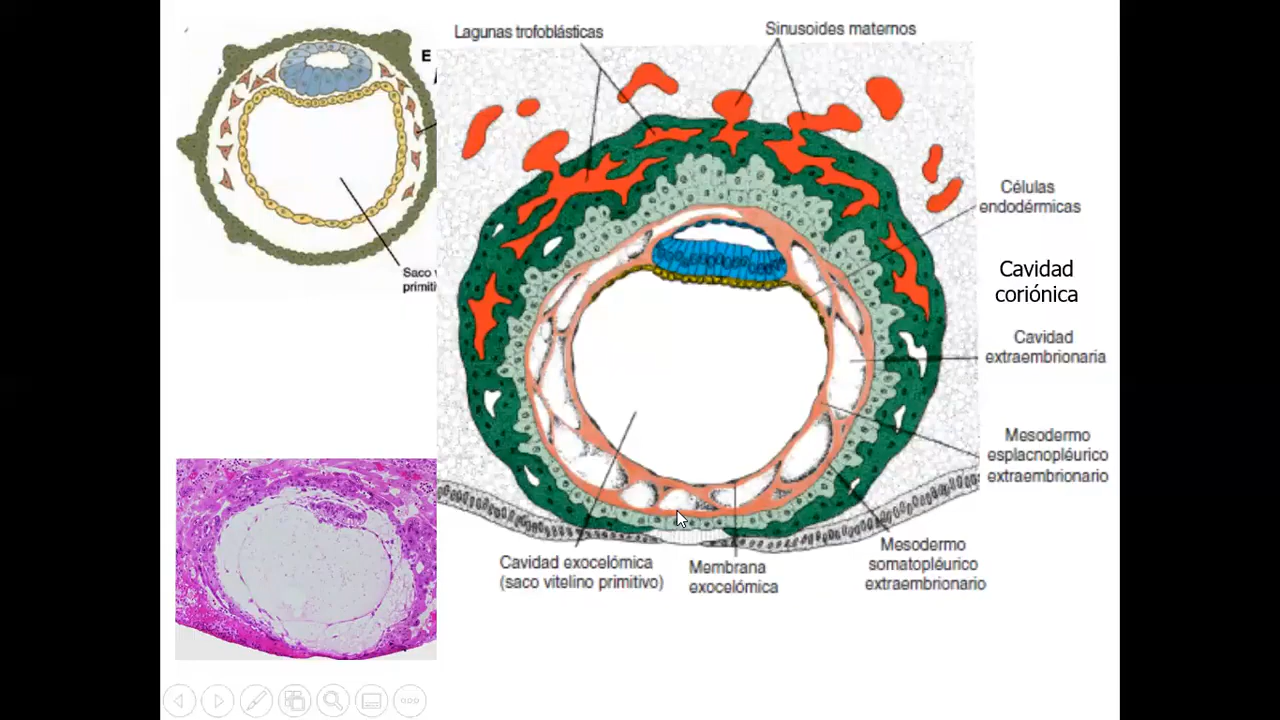 E
Saco
primiti
Lagunas trofoblásticas
Sinusoides maternos
Células
endodérmicas
Cavidad
coriónica
Cavidad
extraembrionaria
Mesodermo
esplacnopléurico
extraembrionario
Mesodermo
somatopléurico
extraembrionario
Membrana
exocelómica
Cavidad exocelómica
(saco vitelino primitivo)